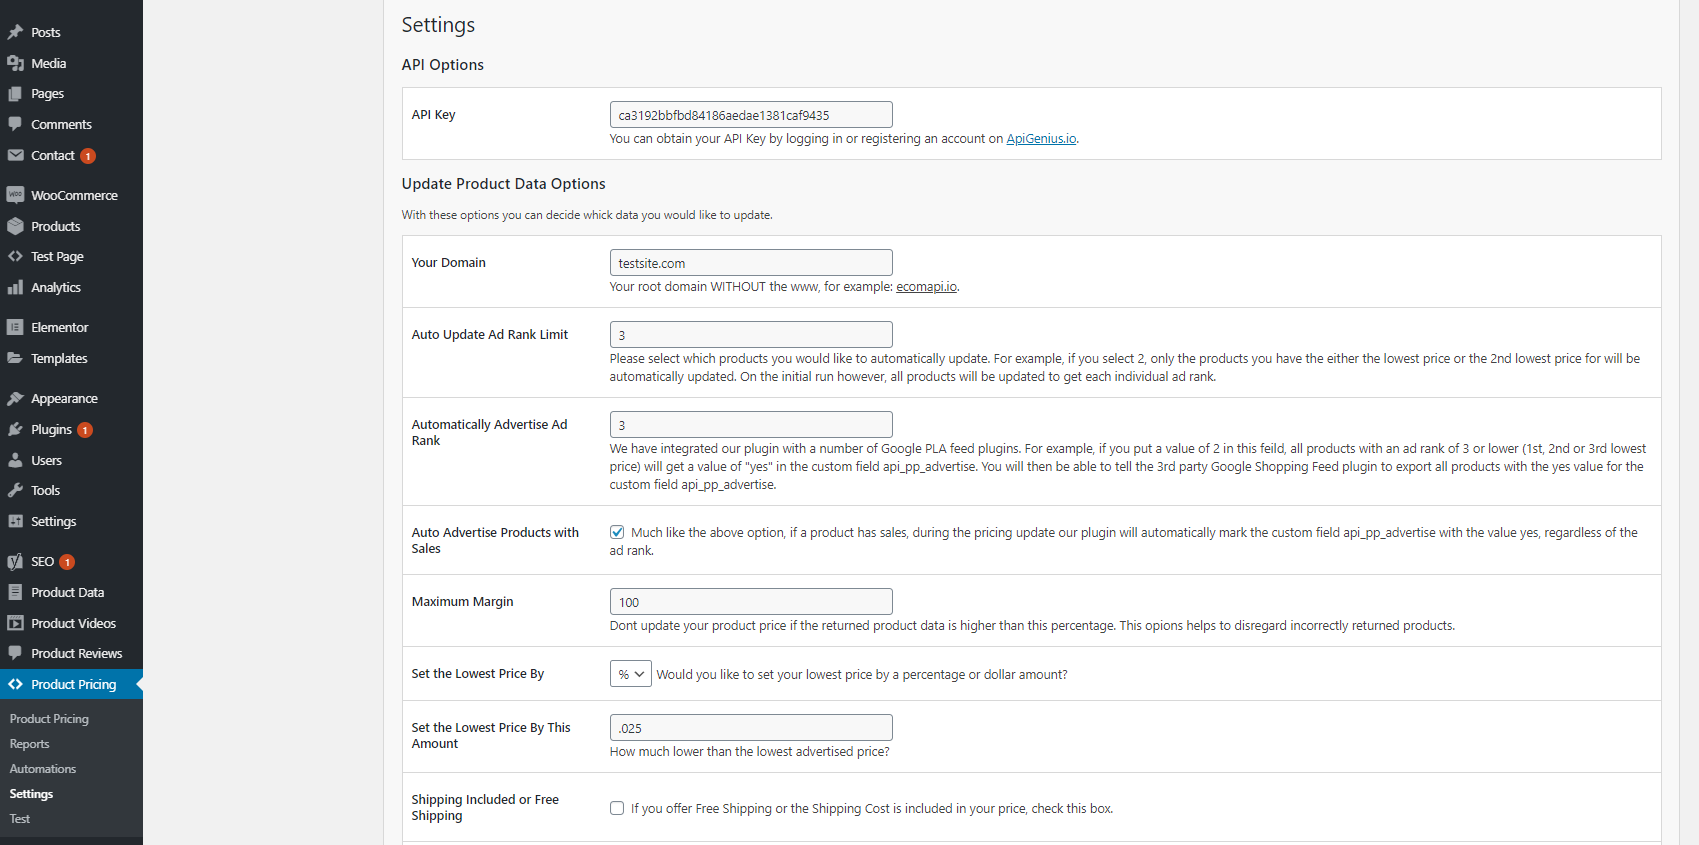 Posts
Media
Pages
Comments
Contact 1
WooCommerce
Products
Test Page
Analytics
Elementor
Templates
Appearance
Plugins 1
Users
Tools
Settings
SEO 1
Product Data
Product Videos
Product Reviews
Product Pricing
Product Pricing
Reports
Automations
Settings
Test
Settings
API Options
API Key
ca3192bbfbd84186aedae1381caf9435
You can obtain your API Key by logging in or registering an account on ApiGenius.io.
Update Product Data Options
With these options you can decide which data you would like to update.
Your Domain
testsite.com
Your root domain WITHOUT the www, for example: ecomapi.io.
Auto Update Ad Rank Limit
3
Please select which products you would like to automatically update. For example, if you select 2, only the products you have the either the lowest price or the 2nd lowest price for will be
automatically updated. On the initial run however, all products will be updated to get each individual ad rank.
Automatically Advertise Ad
Rank
3
We have integrated our plugin with a number of Google PLA feed plugins. For example, if you put a value of 2 in this feild, all products with an ad rank of 3 or lower (1st, 2nd or 3rd lowest
price) will get a value of "yes" in the custom field api_pp_advertise. You will then be able to tell the 3rd party Google Shopping Feed plugin to export all products with the yes value for the
custom field api_pp_advertise.
Auto Advertise Products with
Sales
Much like the above option, if a product has sales, during the pricing update our plugin will automatically mark the custom field api_pp_advertise with the value yes, regardless of the
ad rank.
Maximum Margin
100
Dont update your product price if the returned product data is higher than this percentage. This opions helps to disregard incorrectly returned products.
Set the Lowest Price By
% Would you like to set your lowest price by a percentage or dollar amount?
Set the Lowest Price By This
Amount
.025
How much lower than the lowest advertised price?
Shipping Included or Free
Shipping
If you offer Free Shipping or the Shipping Cost is included in your price, check this box.